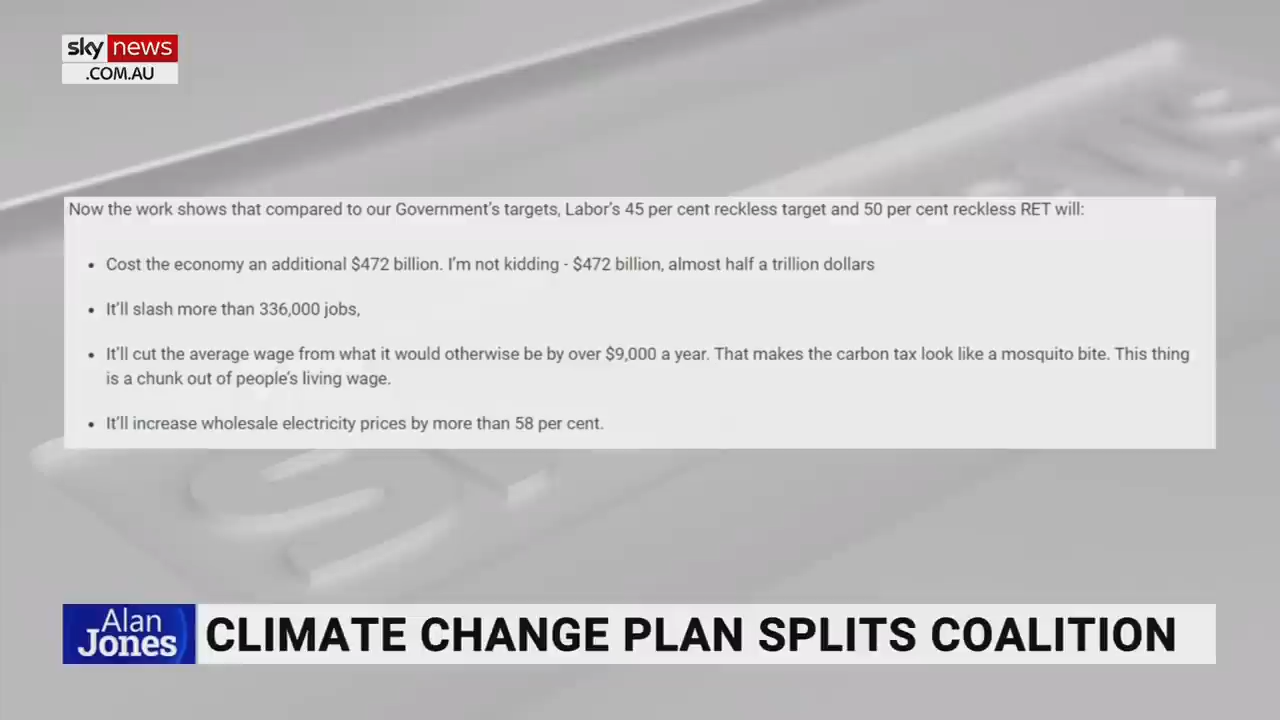 sky news
.COM.AU
Now the work shows that compared to our Government's targets, Labor's 45 per cent reckless target and 50 per cent reckless RET will:
• Cost the economy an additional $472 billion. I'm not kidding - $472 billion, almost half a trillion dollars
• It'll slash more than 336,000 jobs,
• It'll cut the average wage from what it would otherwise be by over $9,000 a year. That makes the carbon tax look like a mosquito bite. This thing
is a chunk out of people's living wage.
• It'll increase wholesale electricity prices by more than 58 per cent.
Alan
Jones
CLIMATE CHANGE PLAN SPLITS COALITION